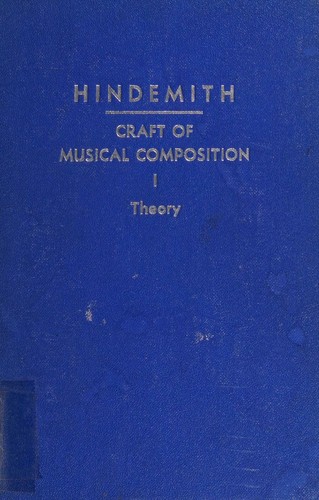 HINDEMITH
CRAFT OF
MUSICAL COMPOSITION
I
Theory